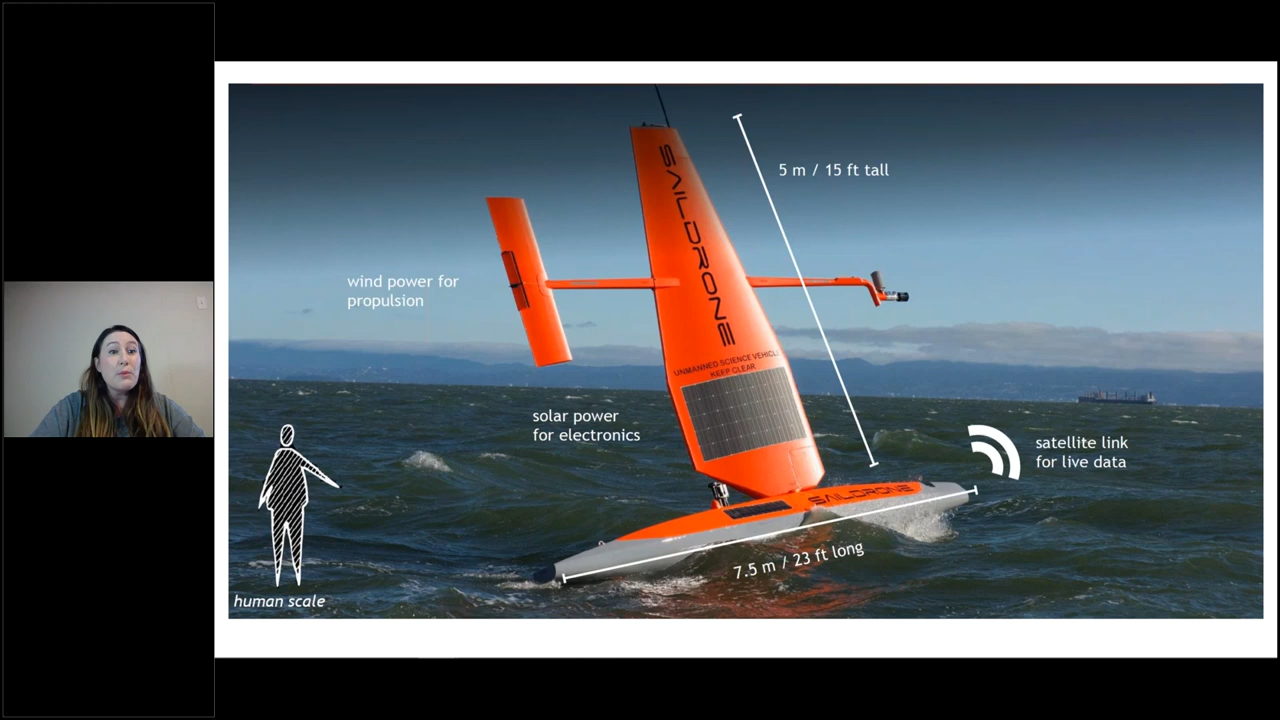 SAILDRONE
5 m / 15 ft tall
wind power for
propulsion
UNMANNED SCIENCE VEHICLE
KEEP CLEAR
solar power
for electronics
satellite link
for live data
SAILDRONE
7.5 m / 23 ft long
human scale